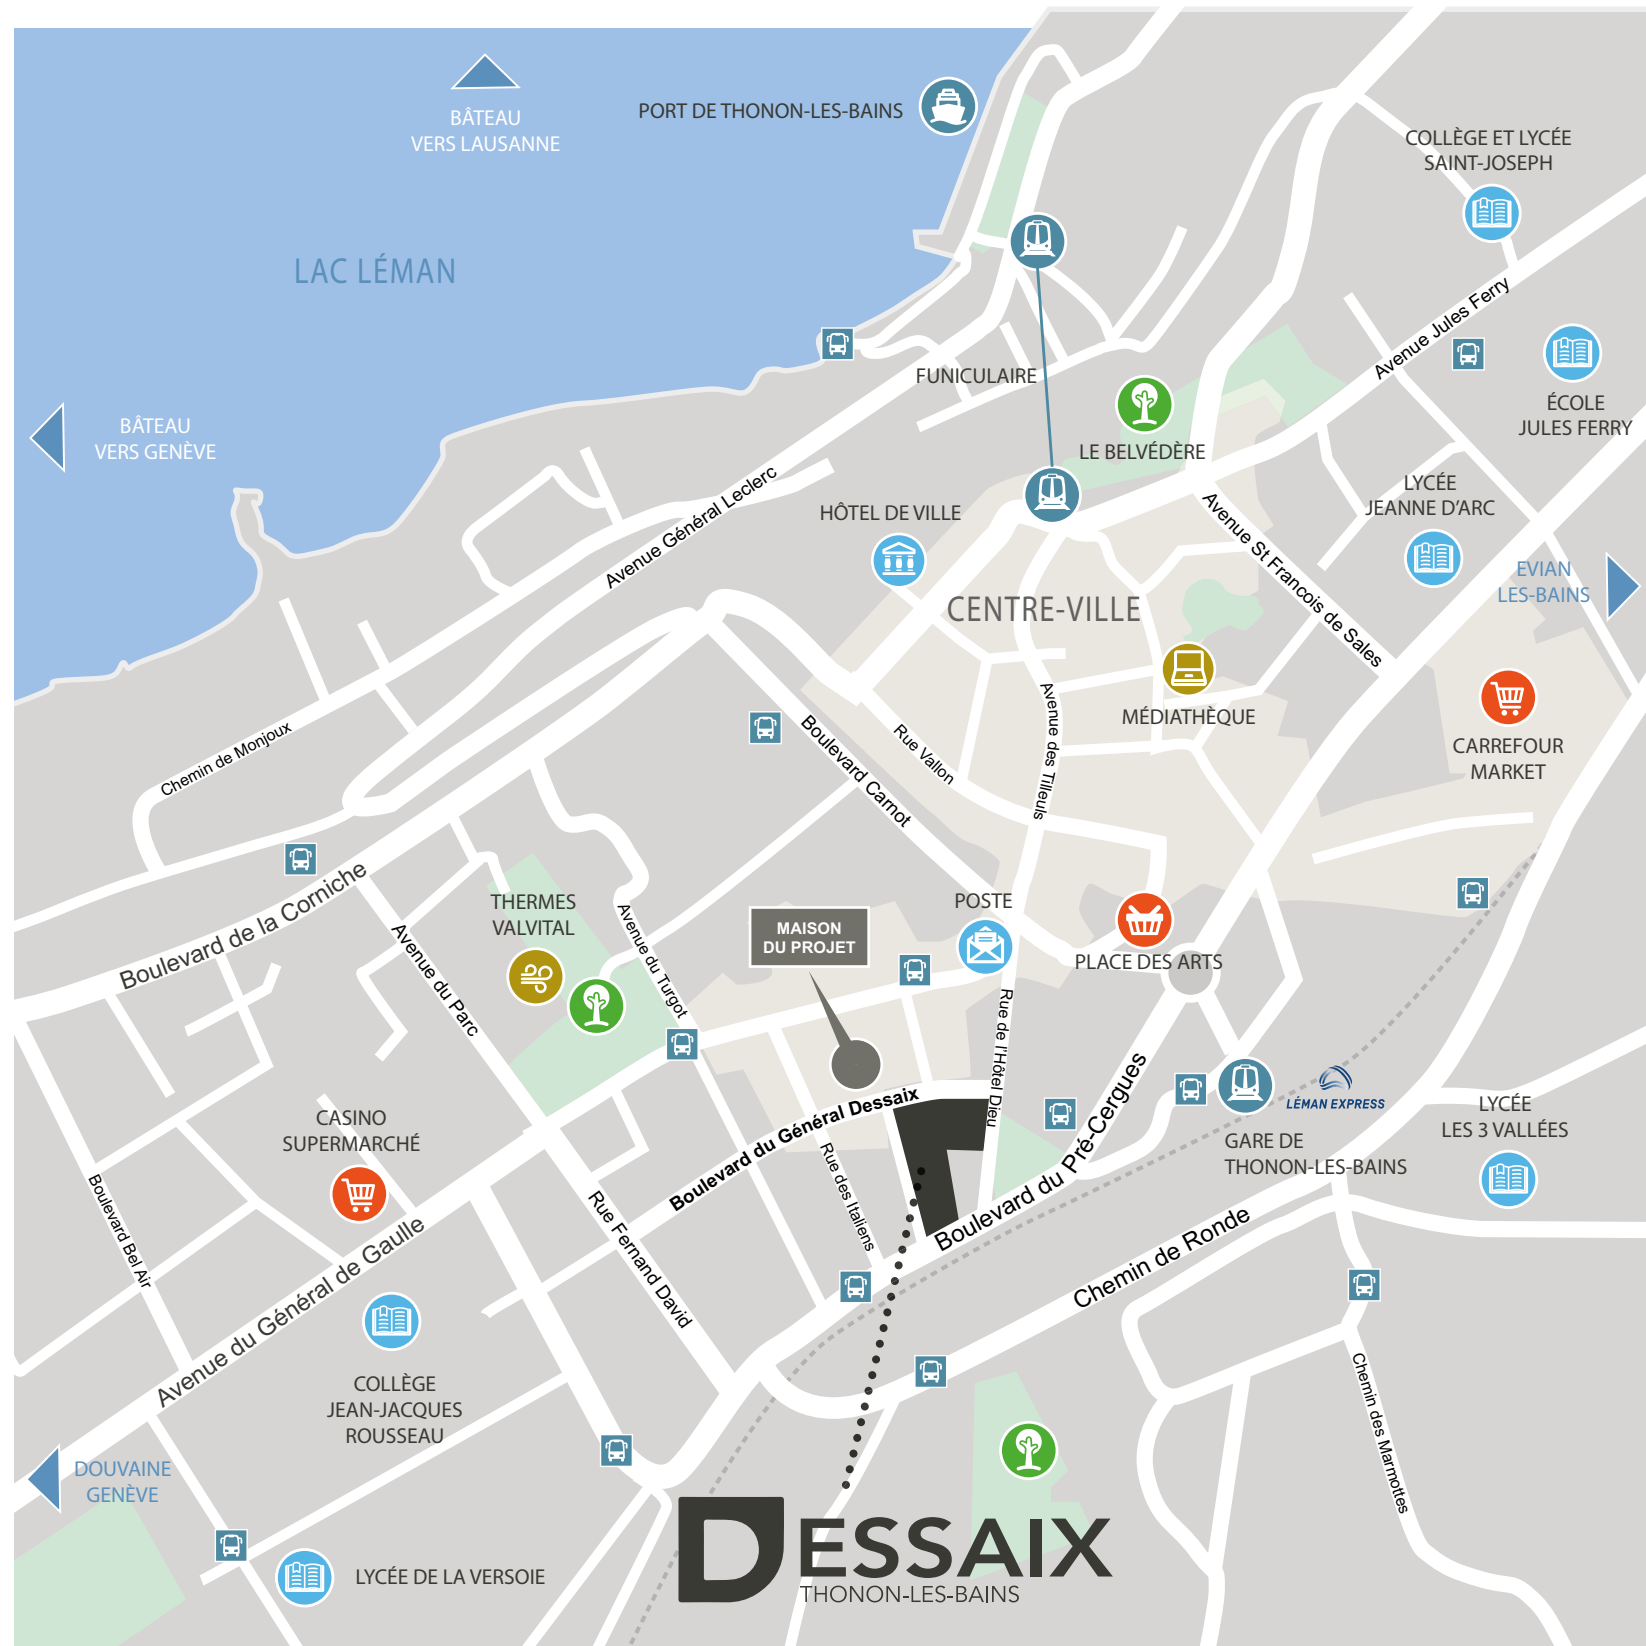 BÂTEAU
VERS LAUSANNE
PORT DE THONON-LES-BAINS
COLLÈGE ET LYCÉE
SAINT-JOSEPH
LAC LÉMAN
Avenue Jules Ferry
FUNICULAIRE
ÉCOLE
JULES FERRY
BÂTEAU
VERS GENÈVE
LE BELVÉDÈRE
Avenue Général Leclerc
HÔTEL DE VILLE
LYCÉE
JEANNE D'ARC
Avenue St Francois de Sales
EVIAN
LES-BAINS
CENTRE-VILLE
MÉDIATHÈQUE
CARREFOUR
MARKET
Chemin de Monjoux
Boulevard Carnot
Rue Vallon
Avenue des Tilleuls
Boulevard de la Corniche
THERMES
VALVITAL
Avenue du Parc
Avenue du Turgot
MAISON
DU PROJET
POSTE
PLACE DES ARTS
Rue de l'Hôtel Dieu
LÉMAN EXPRESS
GARE DE
THONON-LES-BAINS
LYCÉE
LES 3 VALLÉES
CASINO
SUPERMARCHÉ
Boulevard du Général Dessaix
Boulevard du Pré-Cergues
Rue des Italiens
Boulevard Bel Air
Rue Fernand David
Avenue du Général de Gaulle
Chemin de Ronde
COLLÈGE
JEAN-JACQUES
ROUSSEAU
Chemin des Marmottes
DOUVAINE
GENÈVE
LYCÉE DE LA VERSOIE
DESSAIX
THONON-LES-BAINS